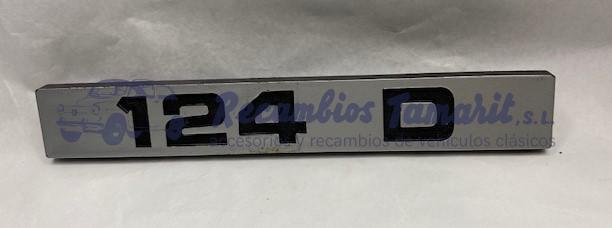 124 D
Recambios Tamarit, s.L.
accesorios y recambios de vehículos clásicos